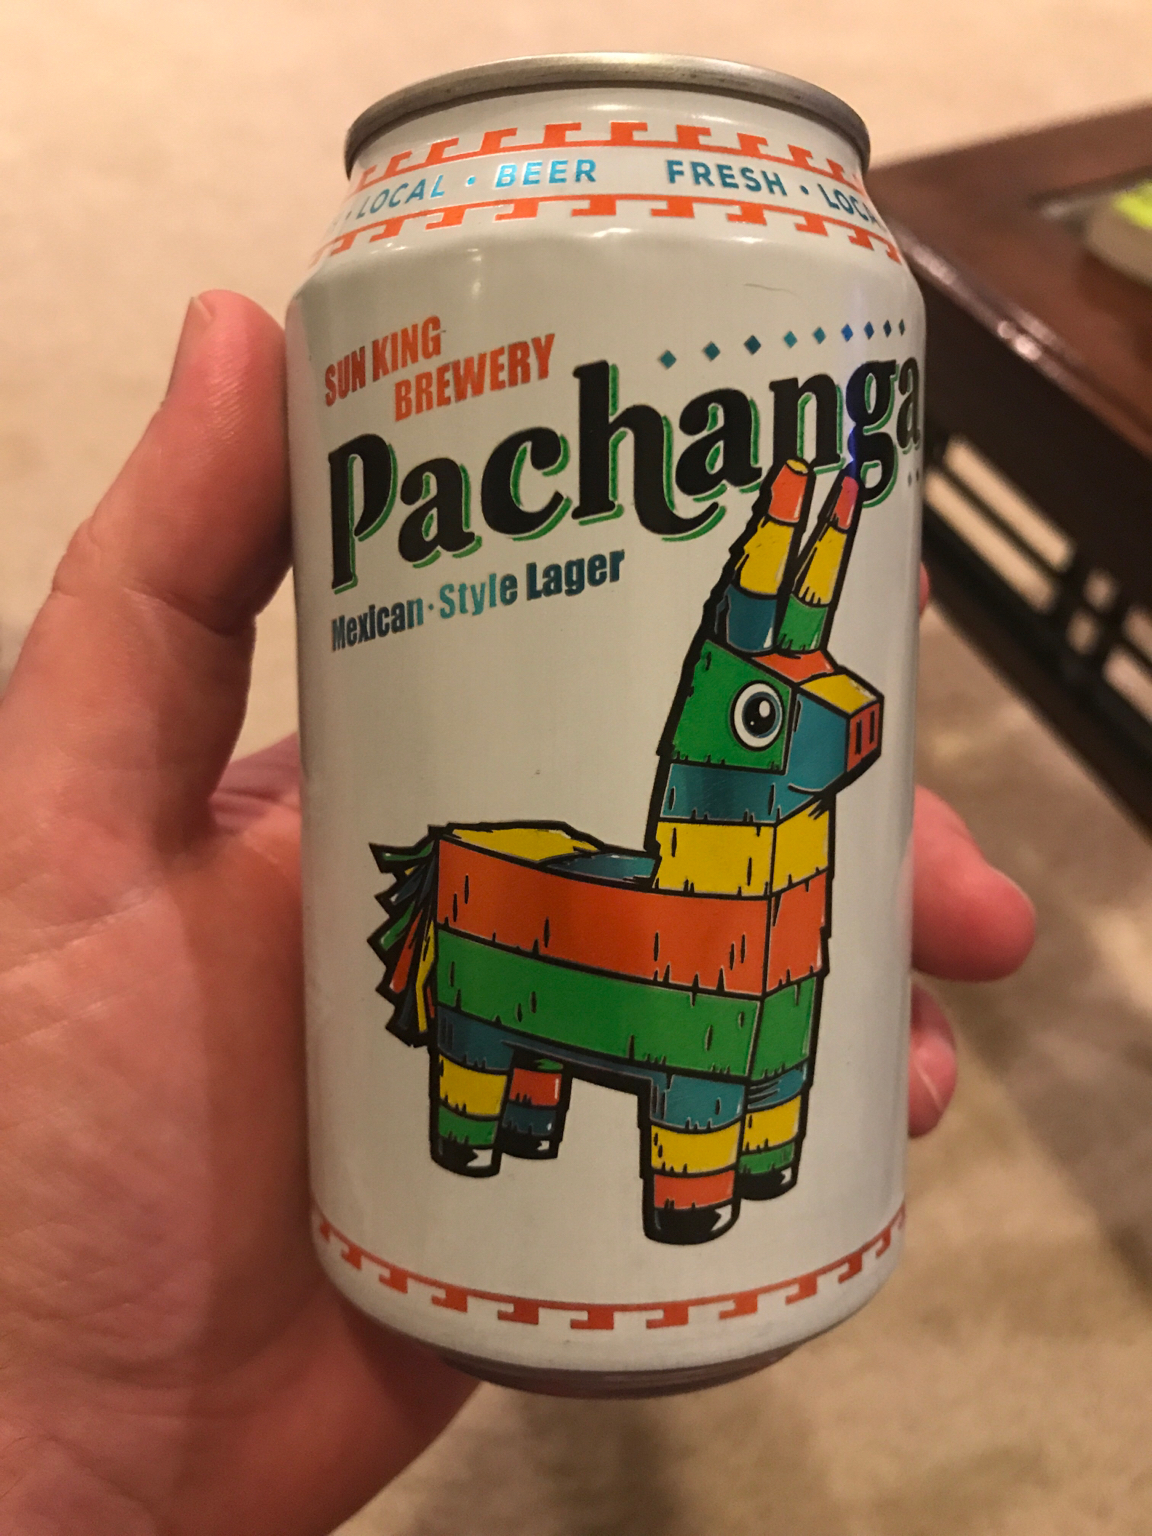 LOCAL • BEER FRESH • LOCA
SUN KING
BREWERY
Pachanga
Mexican · Style Lager